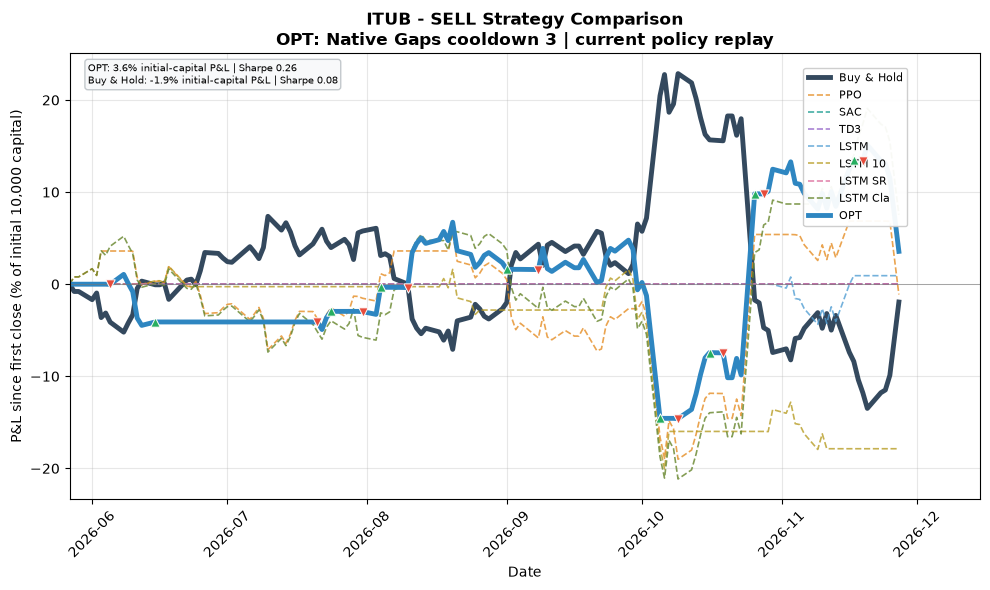 ITUB - SELL Strategy Comparison
OPT: Native Gaps cooldown 3 | current policy replay
OPT: 3.6% initial-capital P&L | Sharpe 0.26
Buy & Hold: -1.9% initial-capital P&L | Sharpe 0.08
Buy & Hold
PPO
SAC
TD3
LSTM
LSTM 10
LSTM SR
LSTM Cla
OPT
P&L since first close (% of initial 10,000 capital)
20
10
0
−10
−20
2026-06
2026-07
2026-08
2026-09
2026-10
2026-11
2026-12
Date